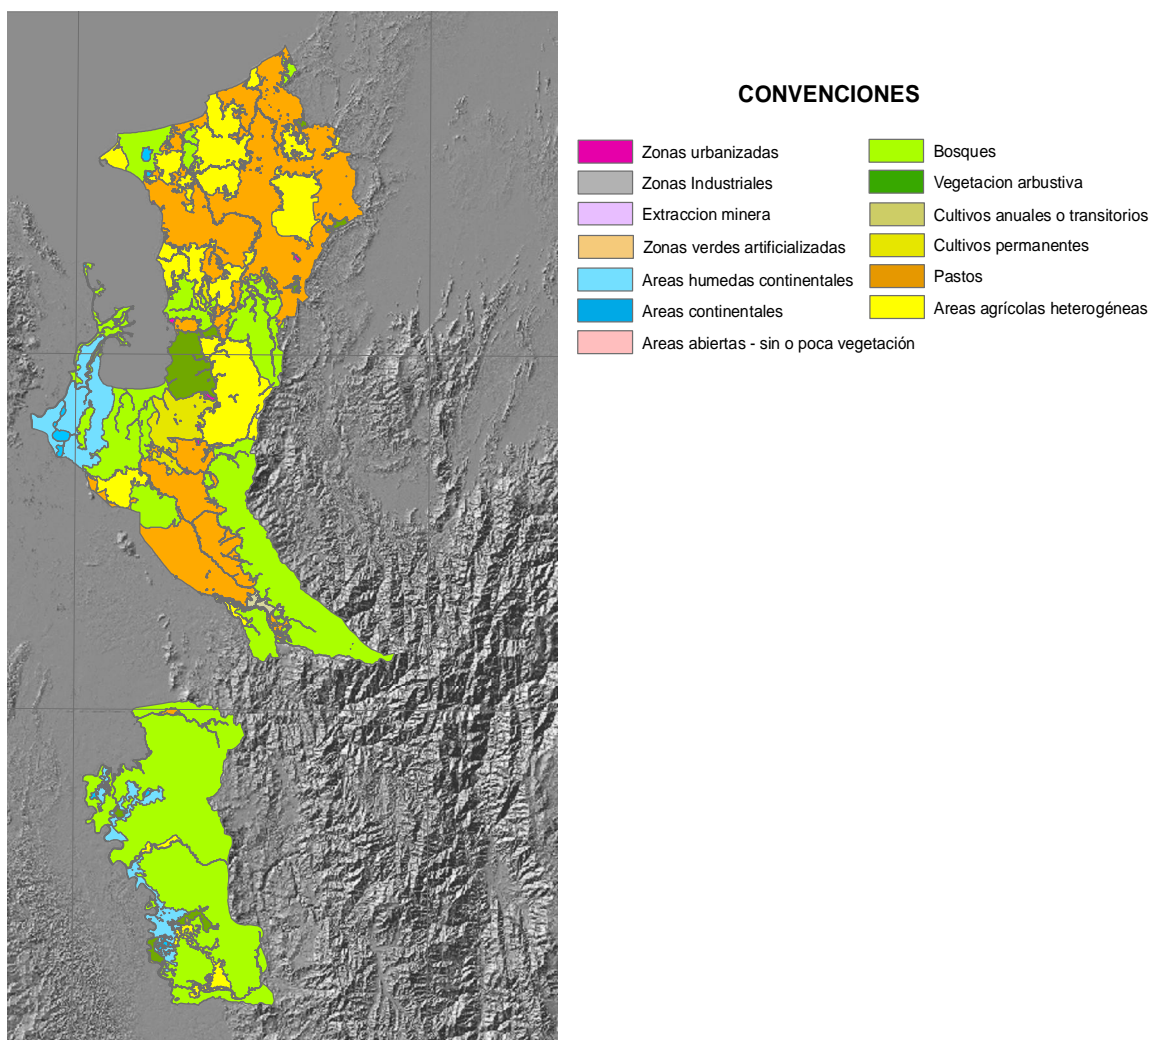 CONVENCIONES
Zonas urbanizadas
Zonas Industriales
Extraccion minera
Zonas verdes artificializadas
Areas humedas continentales
Areas continentales
Areas abiertas - sin o poca vegetación
Bosques
Vegetacion arbustiva
Cultivos anuales o transitorios
Cultivos permanentes
Pastos
Areas agrícolas heterogéneas